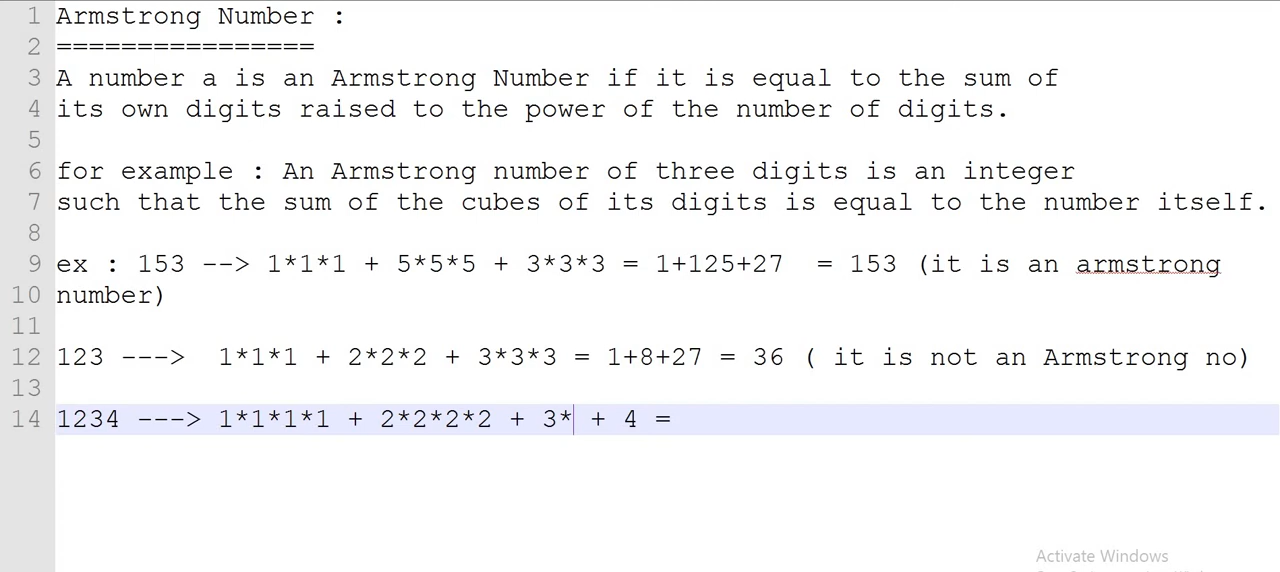 1 Armstrong Number :
2 ================
3 A number a is an Armstrong Number if it is equal to the sum of
4 its own digits raised to the power of the number of digits.
5
6 for example : An Armstrong number of three digits is an integer
7 such that the sum of the cubes of its digits is equal to the number itself.
8
9 ex : 153 --> 1*1*1 + 5*5*5 + 3*3*3 = 1+125+27  = 153 (it is an armstrong
10 number)
11
12 123 --->  1*1*1 + 2*2*2 + 3*3*3 = 1+8+27 = 36 ( it is not an Armstrong no)
13
14 1234 ---> 1*1*1*1 + 2*2*2*2 + 3* + 4 =
Activate Windows